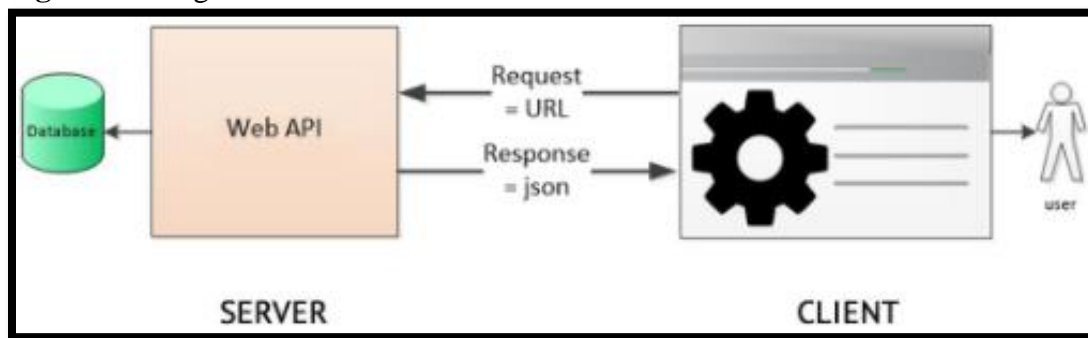 Database
Web API
Request
= URL
Response
= json
user
SERVER
CLIENT